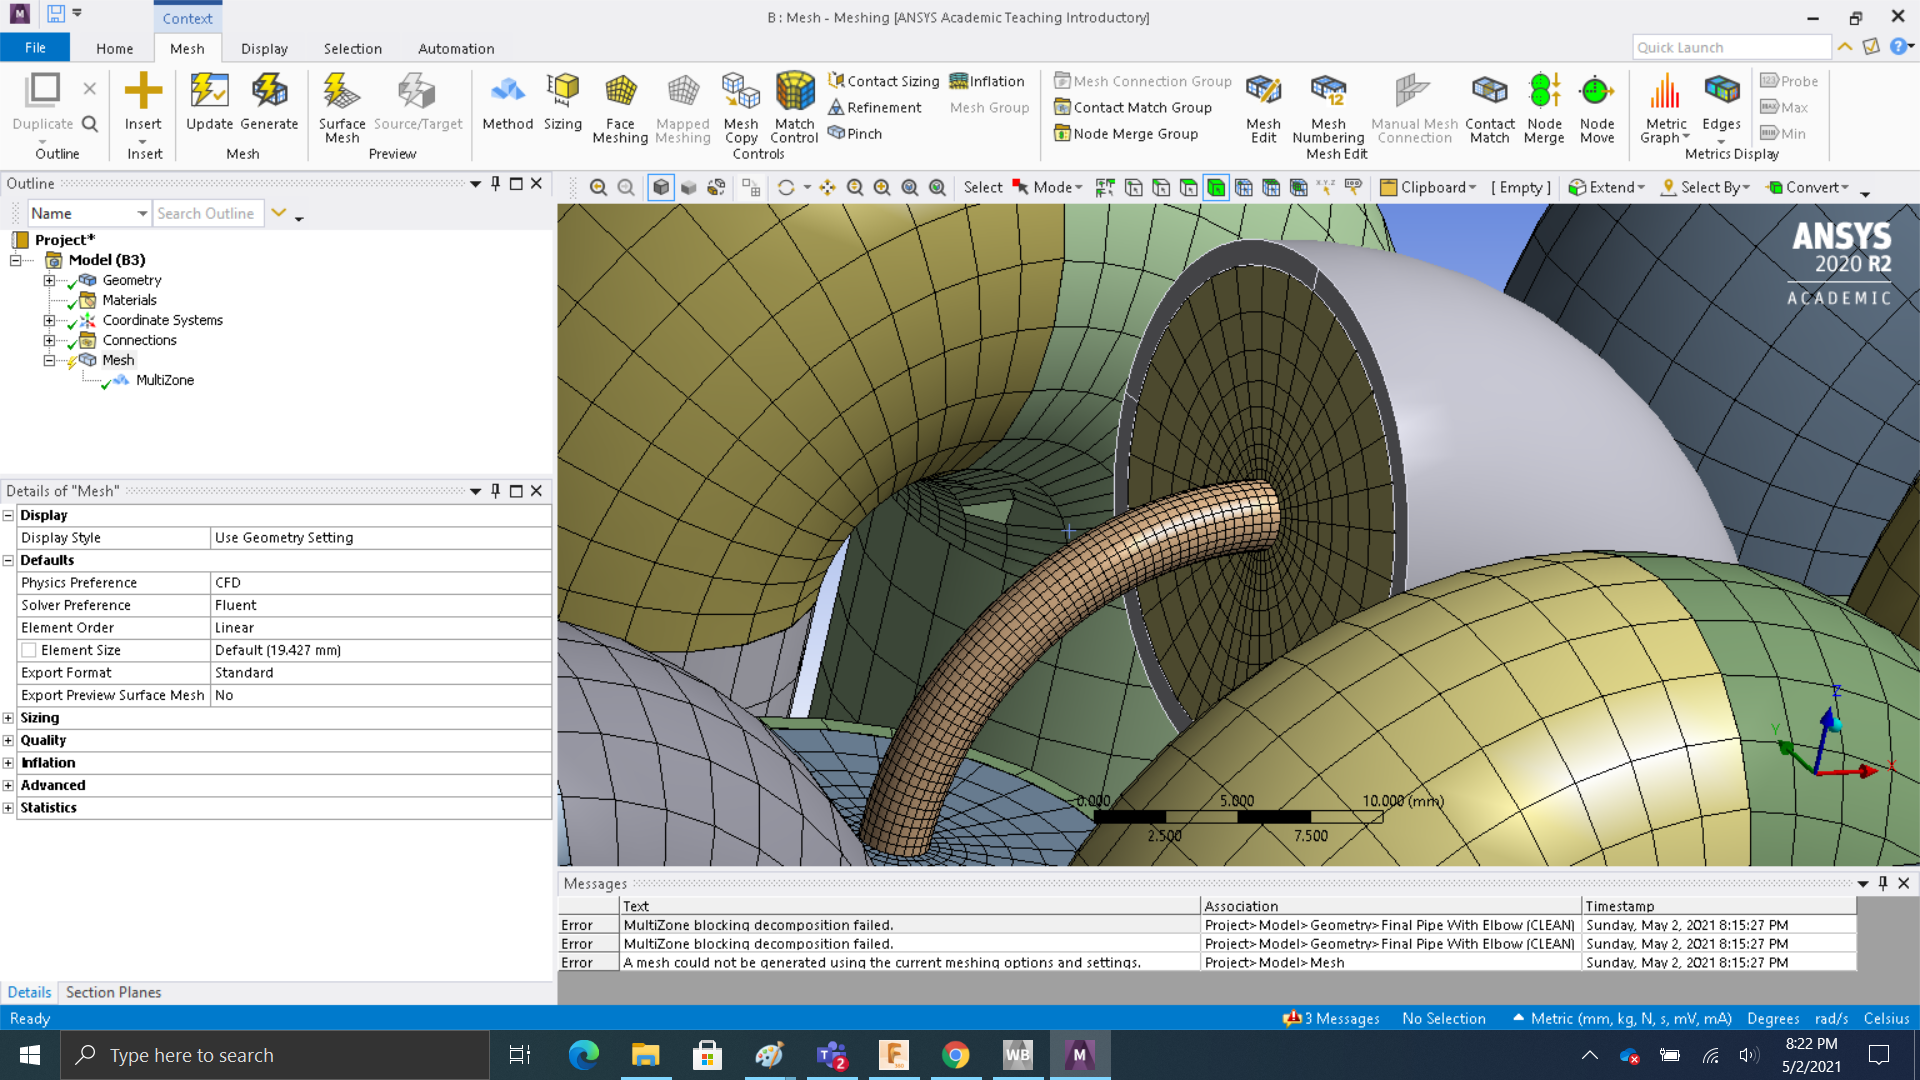 Context
B : Mesh - Meshing [ANSYS Academic Teaching Introductory]
File Home Mesh Display Selection Automation
Quick Launch
Duplicate
Outline
Insert
Insert
Update Generate
Mesh
Surface Mesh Source/Target
Preview
Method Sizing Face Meshing Mapped Meshing Mesh Copy Match Control
Contact Sizing
Refinement
Pinch
Inflation
Mesh Group
Controls
Mesh Connection Group
Contact Match Group
Node Merge Group
Mesh Edit Mesh Numbering Manual Mesh Connection Contact Match Node Merge Node Move
Mesh Edit
Metric Graph Edges
Probe
Max
Min
Metrics Display
Outline
Name Search Outline
Select Mode Clipboard [ Empty ] Extend Select By Convert
Project*
Model (B3)
Geometry
Materials
Coordinate Systems
Connections
Mesh
MultiZone
ANSYS
2020 R2
ACADEMIC
Details of "Mesh"
Display
Display Style Use Geometry Setting
Defaults
Physics Preference CFD
Solver Preference Fluent
Element Order Linear
Element Size Default (19.427 mm)
Export Format Standard
Export Preview Surface Mesh No
Sizing
Quality
Inflation
Advanced
Statistics
Z
Y
X
0.000 5.000 10.000 (mm)
2.500 7.500
Messages
Text Association Timestamp
Error MultiZone blocking decomposition failed. Project>Model>Geometry>Final Pipe With Elbow (CLEAN) Sunday, May 2, 2021 8:15:27 PM
Error MultiZone blocking decomposition failed. Project>Model>Geometry>Final Pipe With Elbow (CLEAN) Sunday, May 2, 2021 8:15:27 PM
Error A mesh could not be generated using the current meshing options and settings. Project>Model>Mesh Sunday, May 2, 2021 8:15:27 PM
Details Section Planes
Ready 3 Messages No Selection Metric (mm, kg, N, s, mV, mA) Degrees rad/s Celsius
Type here to search
2
WB
M
8:22 PM
5/2/2021